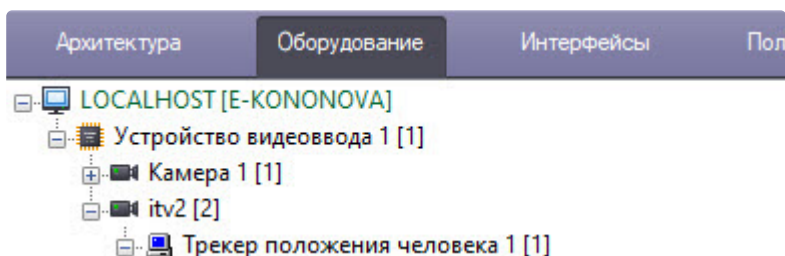 Архитектура Оборудование Интерфейсы Пол
LOCALHOST [E-KONONOVA]
Устройство видеоввода 1 [1]
Камера 1 [1]
itv2 [2]
Трекер положения человека 1 [1]